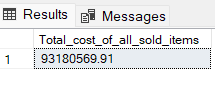 Results Messages
Total_cost_of_all_sold_items
1 93180569.91